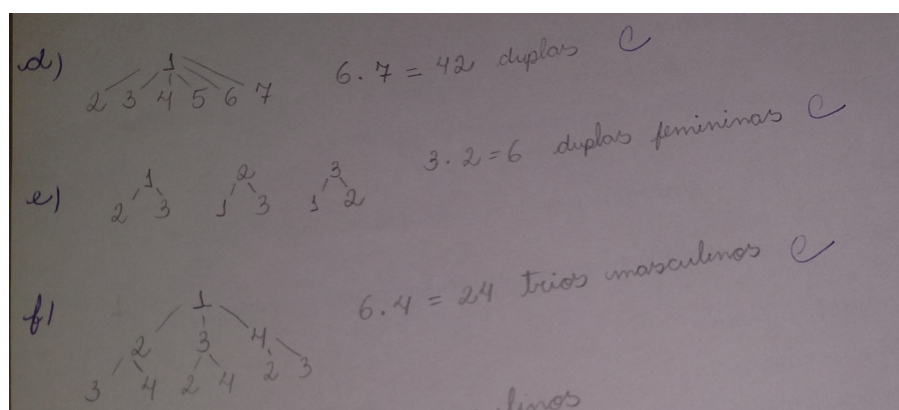 d) 1 6.7 = 42 duplas C
2 3 4 5 6 7
e) 1 2 3 3.2=6 duplas femininas C
2 3 1 3 1 2
f) 1 6.4 = 24 trios masculinos C
2 3 4
3 4 2 4 2 3